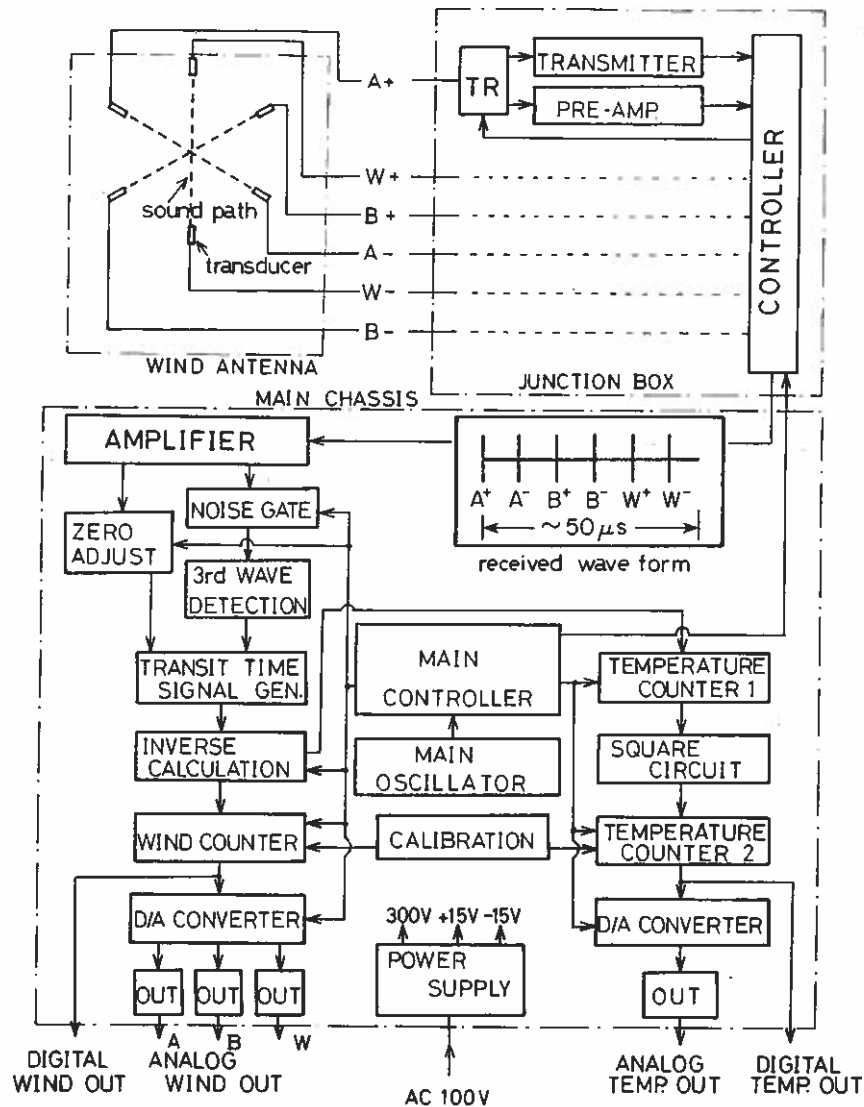 A+
W+
B+
A-
W-
B-
sound path
transducer
WIND ANTENNA
TR
TRANSMITTER
PRE-AMP.
CONTROLLER
JUNCTION BOX
MAIN CHASSIS
AMPLIFIER
A+ A- B+ B- W+ W-
~50μs
received wave form
NOISE GATE
ZERO
ADJUST
3rd WAVE
DETECTION
TRANSIT TIME
SIGNAL GEN.
INVERSE
CALCULATION
WIND COUNTER
D/A CONVERTER
OUT
OUT
OUT
MAIN
CONTROLLER
MAIN
OSCILLATOR
CALIBRATION
300V +15V -15V
POWER
SUPPLY
TEMPERATURE
COUNTER 1
SQUARE
CIRCUIT
TEMPERATURE
COUNTER 2
D/A CONVERTER
OUT
A
B
W
DIGITAL
WIND OUT
ANALOG
WIND OUT
AC 100V
ANALOG
TEMP. OUT
DIGITAL
TEMP. OUT